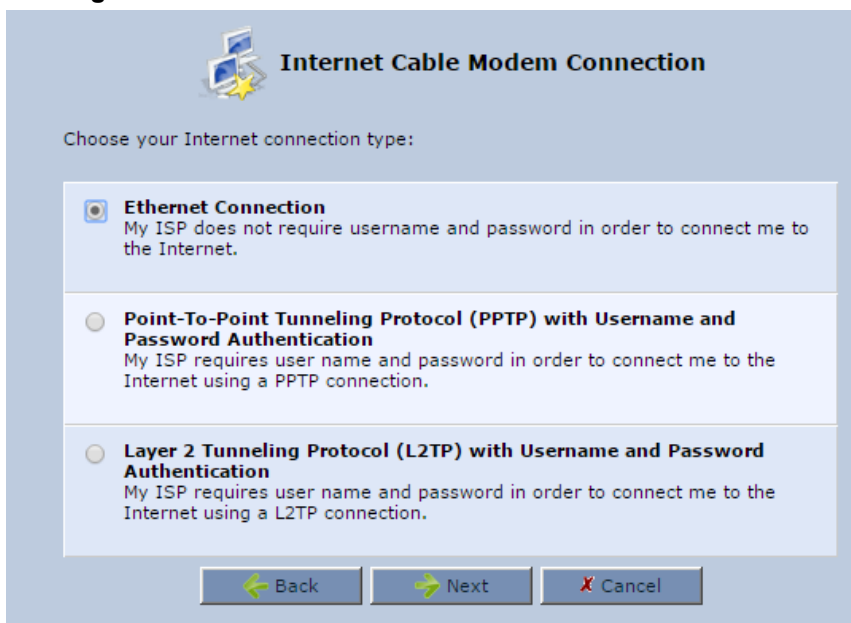 Internet Cable Modem Connection
Choose your Internet connection type:
Ethernet Connection
My ISP does not require username and password in order to connect me to
the Internet.
Point-To-Point Tunneling Protocol (PPTP) with Username and
Password Authentication
My ISP requires user name and password in order to connect me to the
Internet using a PPTP connection.
Layer 2 Tunneling Protocol (L2TP) with Username and Password
Authentication
My ISP requires user name and password in order to connect me to the
Internet using a L2TP connection.
Back Next Cancel